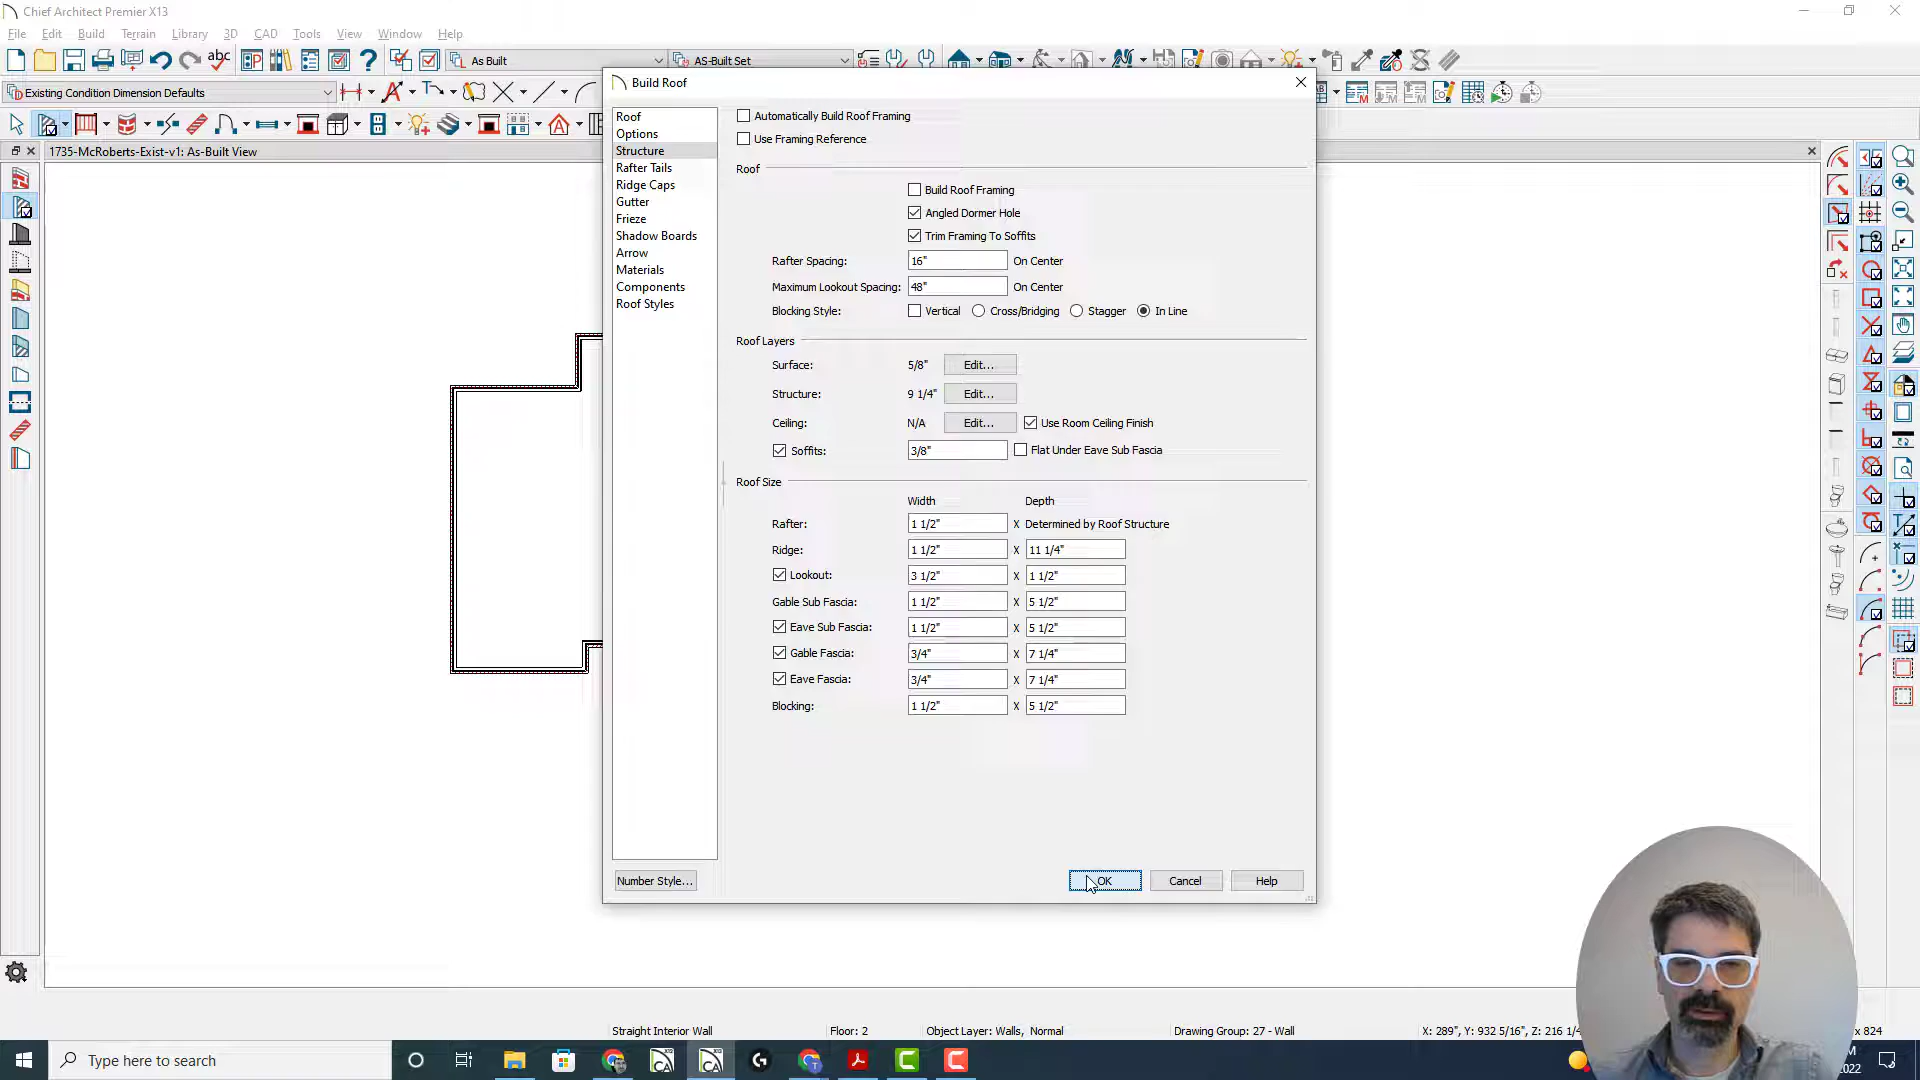 Chief Architect Premier X13
File Edit Build Terrain Library 3D CAD Tools Window View Help
As Built
AS-Built Set
Existing Condition Dimension Defaults
1735-McRoberts-Exist-v1: As-Built View
Build Roof
Roof
Options
Structure
Rafter Tails
Ridge Caps
Gutter
Frieze
Shadow Boards
Arrow
Materials
Components
Roof Styles
Automatically Build Roof Framing
Use Framing Reference
Roof
Build Roof Framing
Angled Dormer Hole
Trim Framing To Soffits
Rafter Spacing: 16" On Center
Maximum Lookout Spacing: 48" On Center
Blocking Style: Vertical Cross/Bridging Stagger In Line
Roof Layers
Surface: 5/8" Edit...
Structure: 9 1/4" Edit...
Ceiling: N/A Edit... Use Room Ceiling Finish
Soffits: 3/8" Flat Under Eave Sub Fascia
Roof Size
Width Depth
Rafter: 1 1/2" X Determined by Roof Structure
Ridge: 1 1/2" X 11 1/4"
Lookout: 3 1/2" X 1 1/2"
Gable Sub Fascia: 1 1/2" X 5 1/2"
Eave Sub Fascia: 1 1/2" X 5 1/2"
Gable Fascia: 3/4" X 7 1/4"
Eave Fascia: 3/4" X 7 1/4"
Blocking: 1 1/2" X 5 1/2"
Number Style... OK Cancel Help
Straight Interior Wall Floor: 2 Object Layer: Walls, Normal Drawing Group: 27 - Wall X: 289", Y: 932 5/16", Z: 216 1/4 x 824
Type here to search